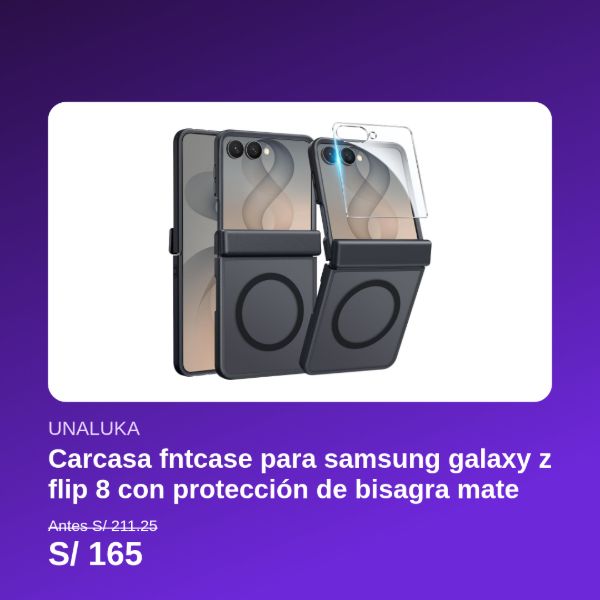 UNALUKA
Carcasa fntcase para samsung galaxy z
flip 8 con protección de bisagra mate
Antes S/ 211.25
S/ 165